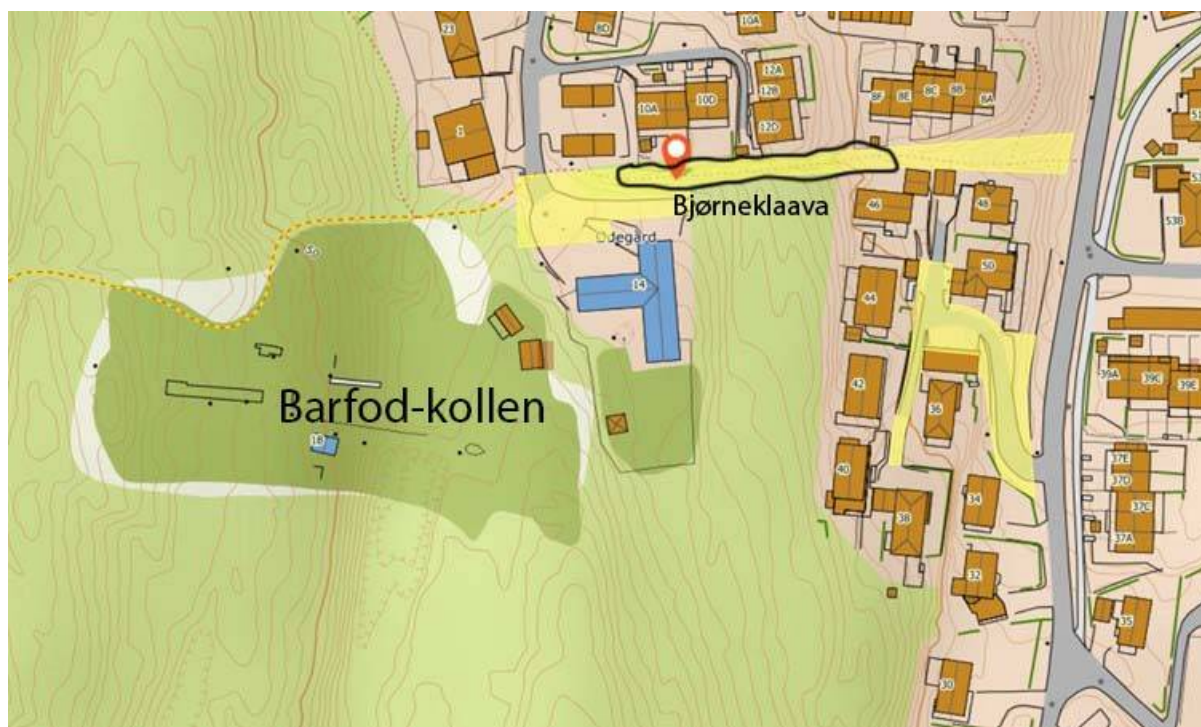 23
8D
10A
1
10A
10D
12A
12B
12D
8F
8E
8C
8B
8A
53B
Bjørneklaava
46
48
Ødegård
50
14
44
42
39A
39C
39E
Barfod-kollen
36
1B
40
38
34
37E
37D
37C
37A
32
35
30